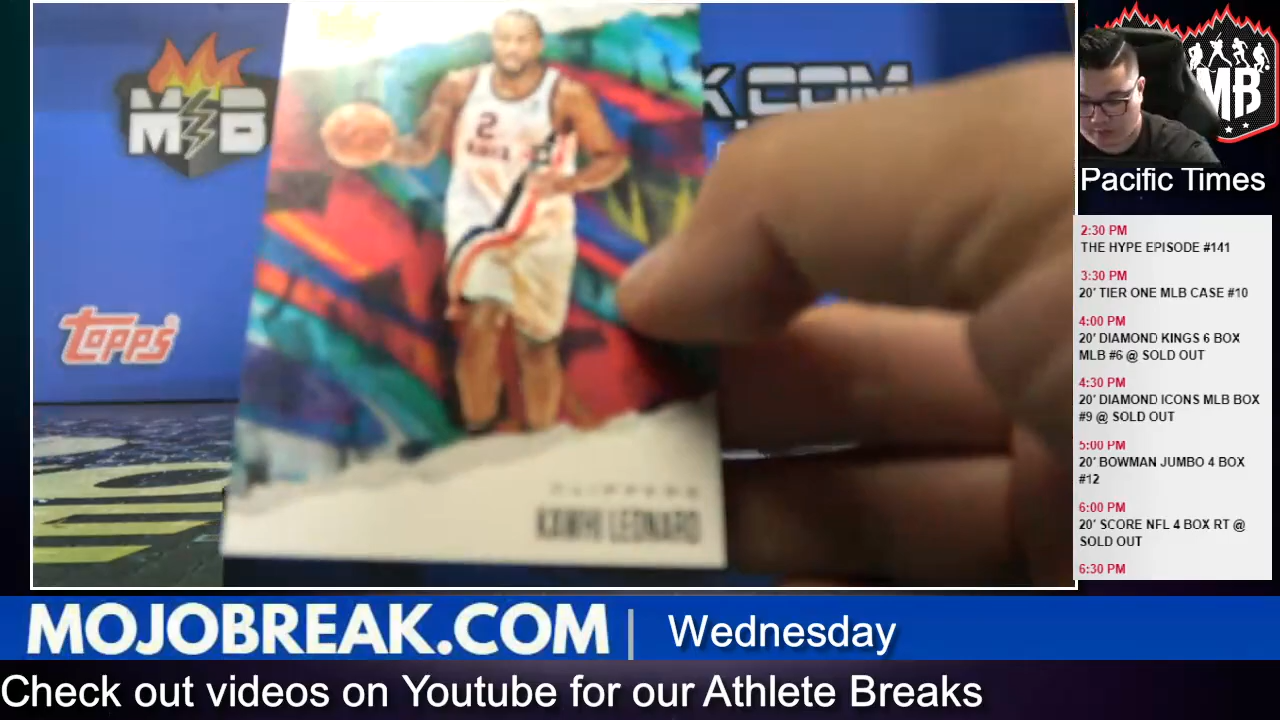 MB
K.COM
MB
Pacific Times
Topps
2
CLIPPERS
KAWHI LEONARD
2:30 PM
THE HYPE EPISODE #141
3:30 PM
20' TIER ONE MLB CASE #10
4:00 PM
20' DIAMOND KINGS 6 BOX
MLB #6 @ SOLD OUT
4:30 PM
20' DIAMOND ICONS MLB BOX
#9 @ SOLD OUT
5:00 PM
20' BOWMAN JUMBO 4 BOX
#12
6:00 PM
20' SCORE NFL 4 BOX RT @
SOLD OUT
6:30 PM
MOJOBREAK.COM | Wednesday
Check out videos on Youtube for our Athlete Breaks